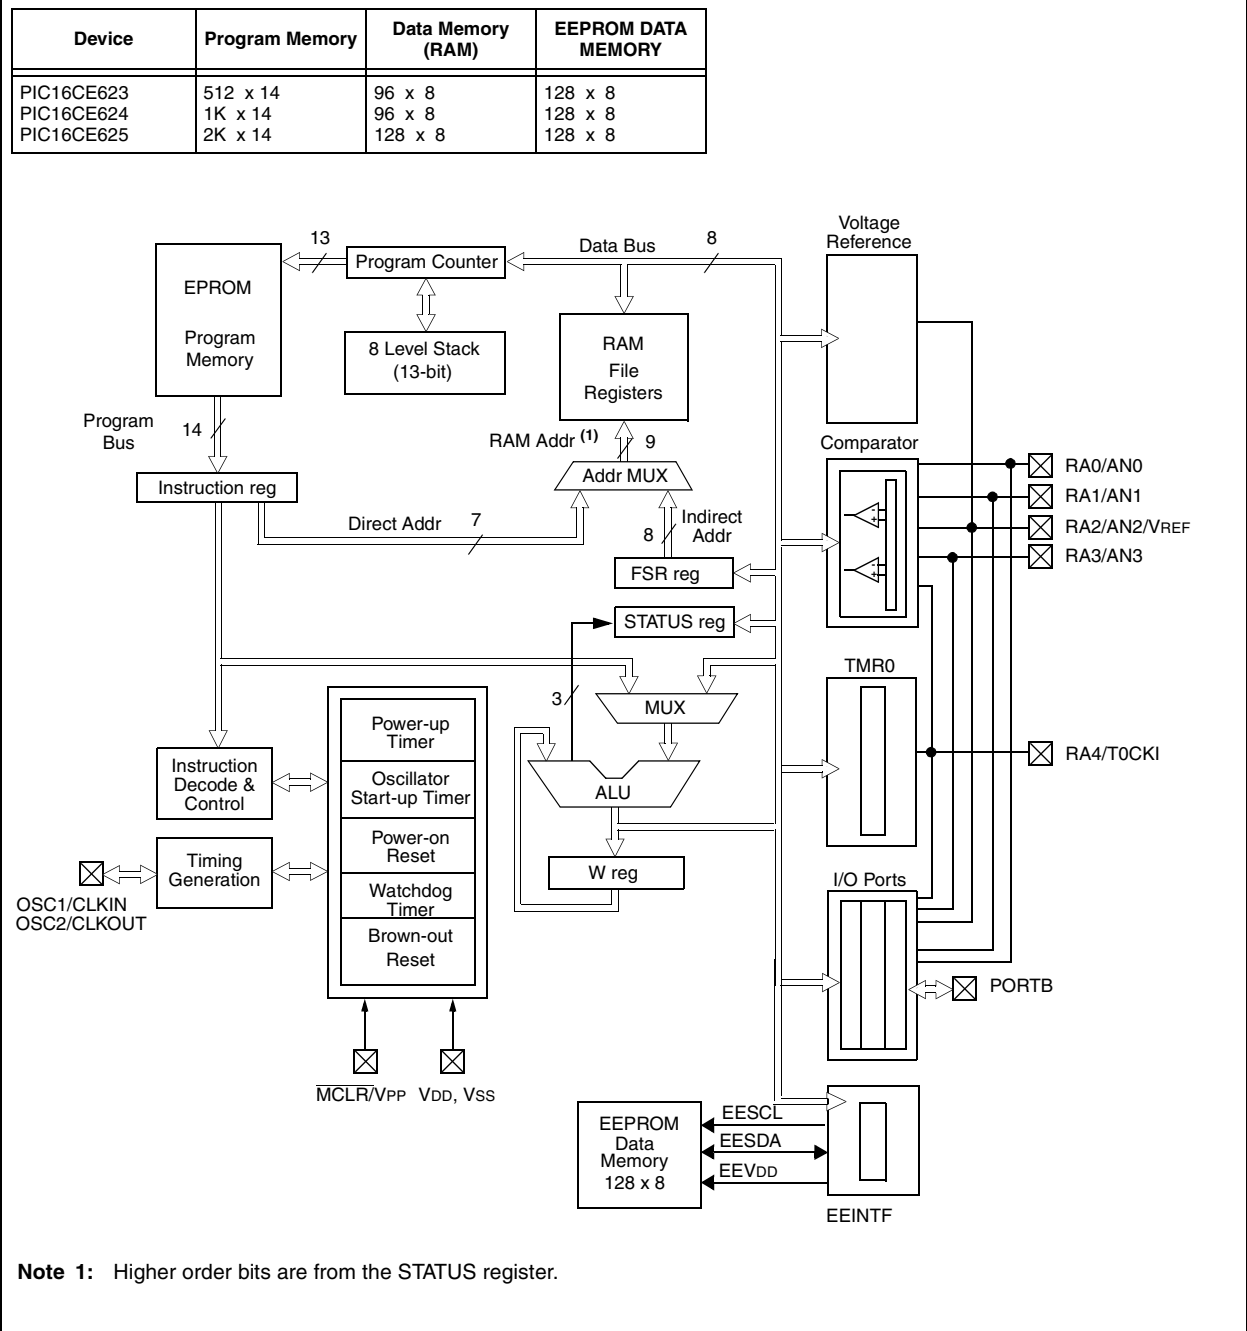 Device Program Memory Data Memory (RAM) EEPROM DATA MEMORY
PIC16CE623 512 x 14 96 x 8 128 x 8
PIC16CE624 1K x 14 96 x 8 128 x 8
PIC16CE625 2K x 14 128 x 8 128 x 8
Voltage
Reference
13
Data Bus
8
Program Counter
EPROM
Program
Memory
8 Level Stack
(13-bit)
RAM
File
Registers
Program
Bus
14
RAM Addr (1)
9
Comparator
Addr MUX
Instruction reg
RA0/AN0
RA1/AN1
RA2/AN2/VREF
RA3/AN3
Direct Addr
7
8
Indirect
Addr
-
+
-
+
FSR reg
STATUS reg
TMR0
3
MUX
Power-up
Timer
RA4/T0CKI
Instruction
Decode &
Control
Oscillator
Start-up Timer
ALU
Power-on
Reset
Timing
Generation
W reg
I/O Ports
Watchdog
Timer
OSC1/CLKIN
OSC2/CLKOUT
Brown-out
Reset
PORTB
MCLR/VPP
VDD, VSS
EEPROM
Data
Memory
128 x 8
EESCL
EESDA
EEVDD
EEINTF
Note 1: Higher order bits are from the STATUS register.